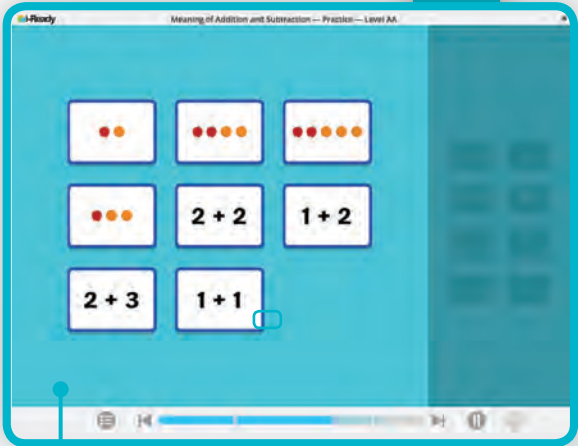 i-Ready
Meaning of Addition and Subtraction — Practice — Level AA
2 + 2
1 + 2
2 + 3
1 + 1